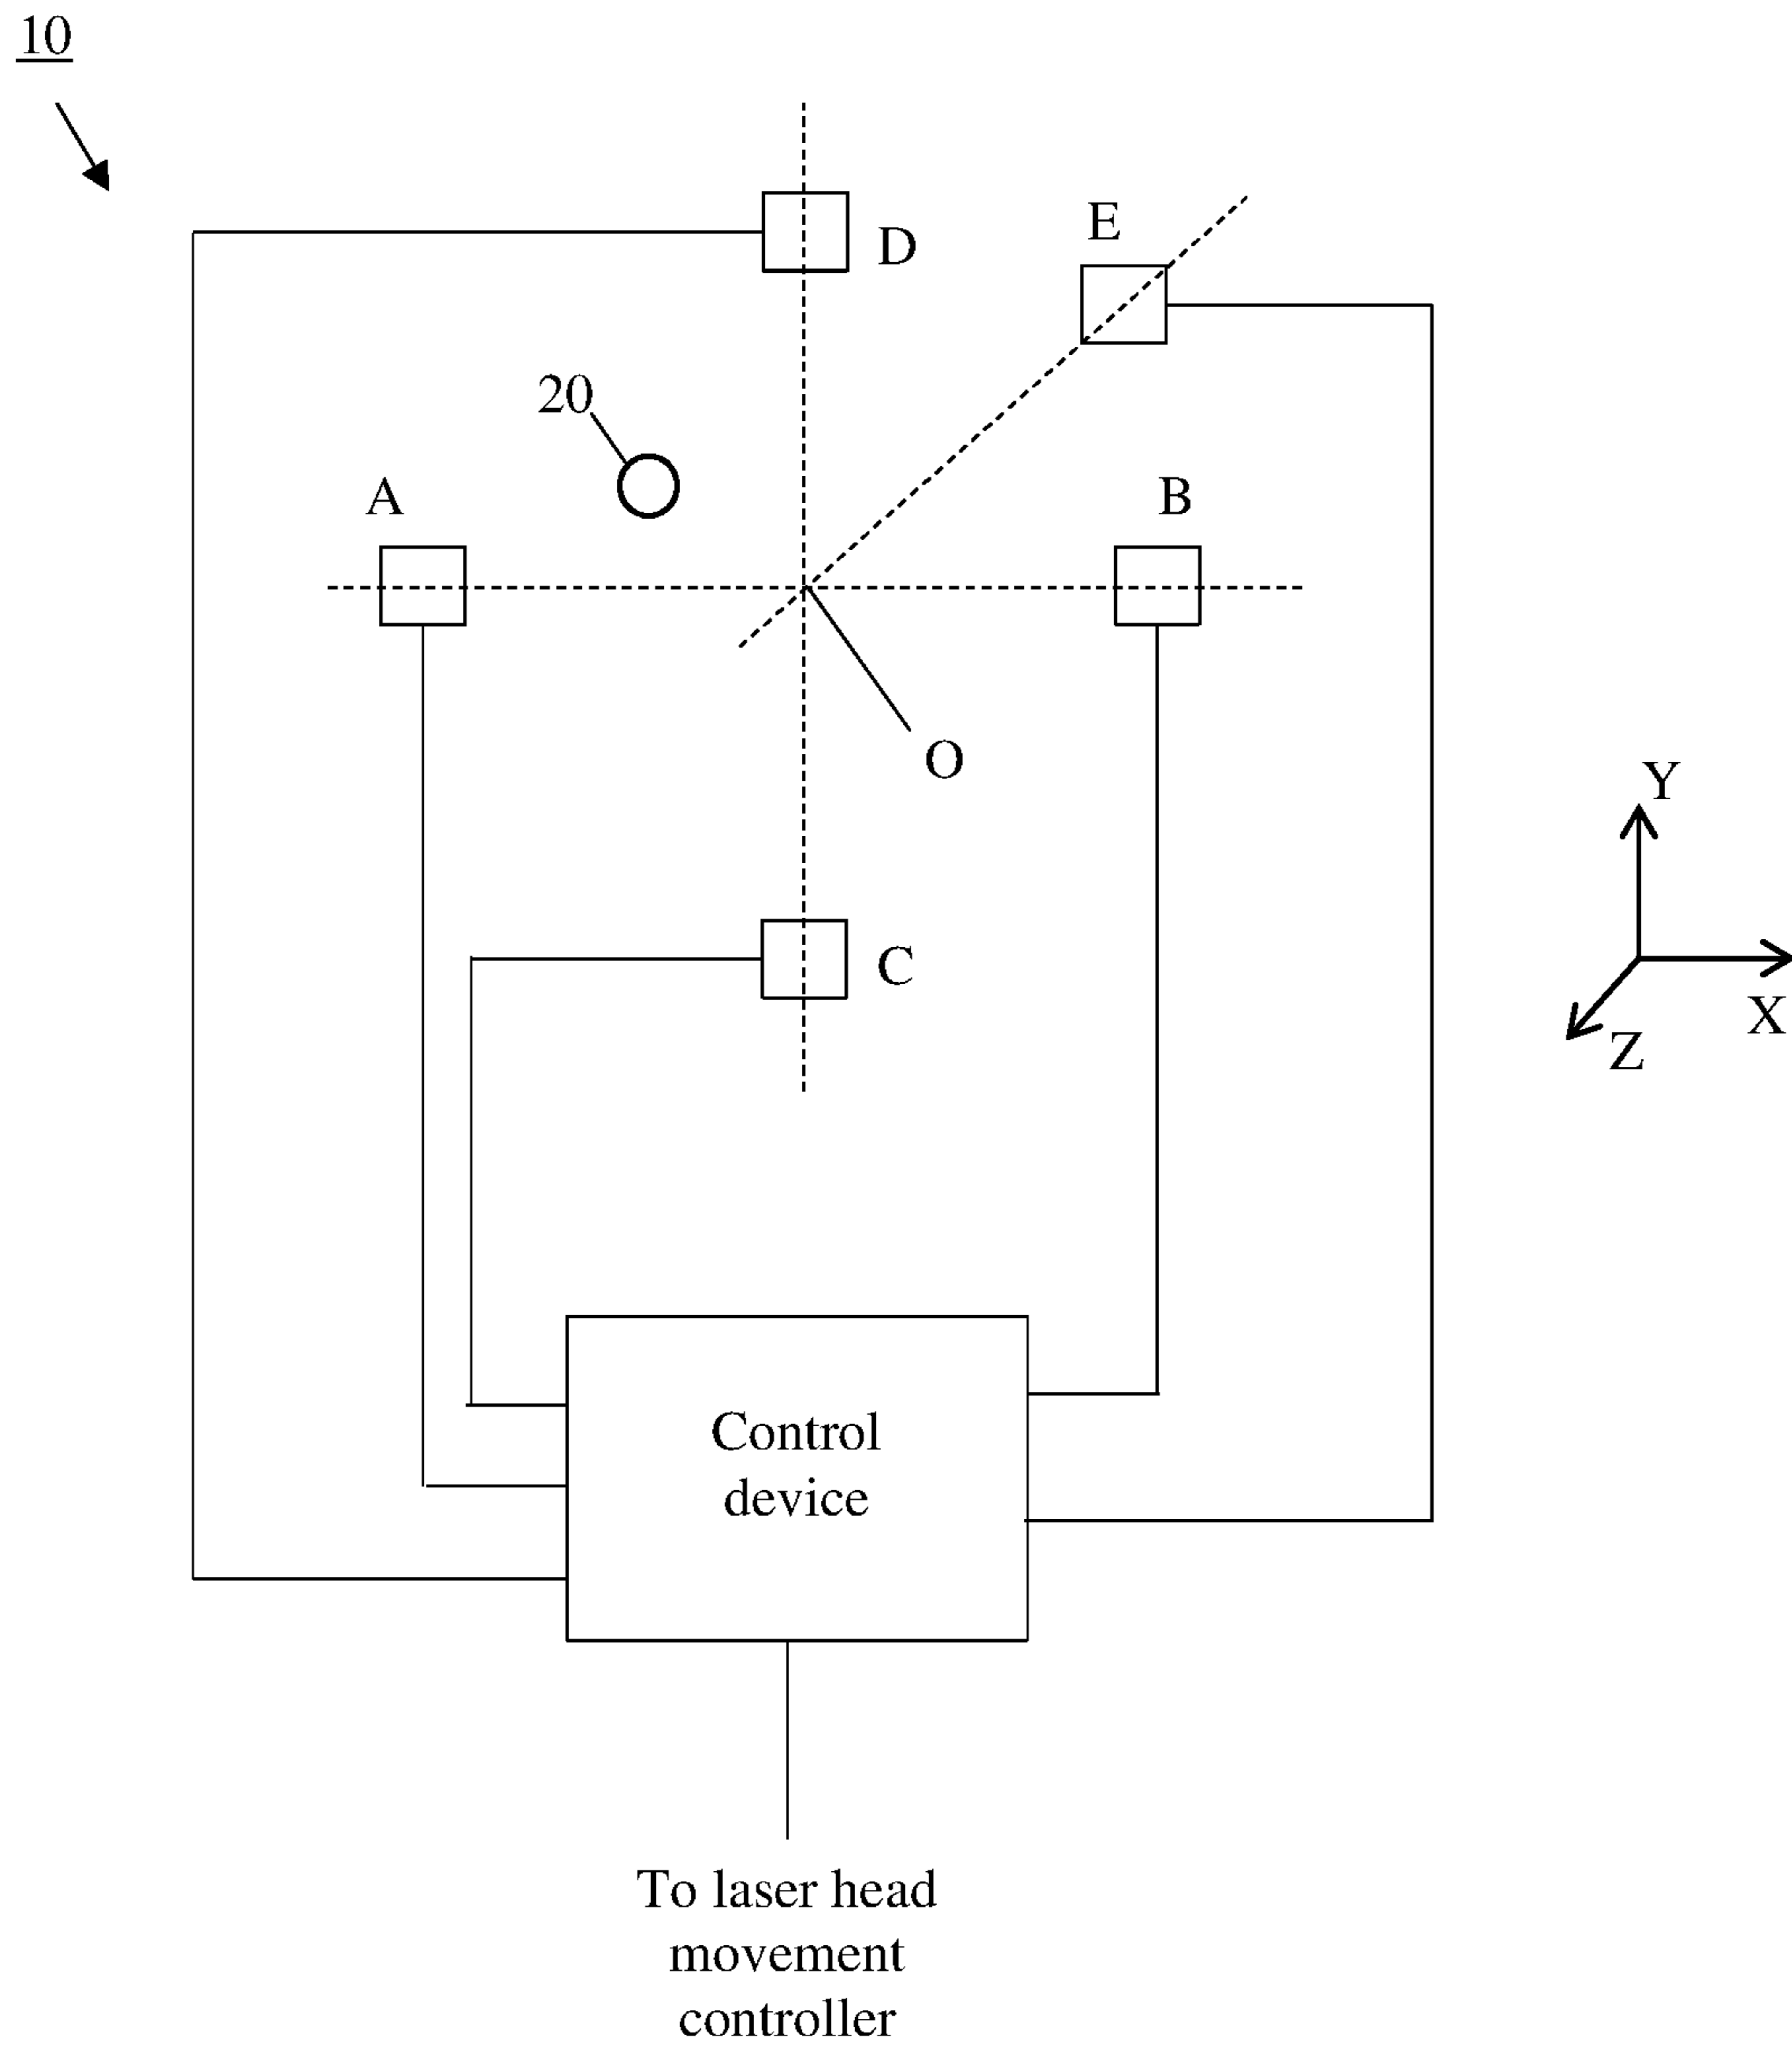 10
D
E
20
A
B
O
Y
C
X
Z
Control
device
To laser head
movement
controller